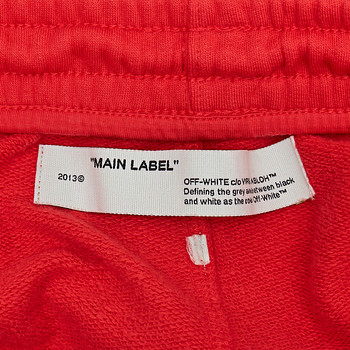 "MAIN LABEL"
2013©
OFF-WHITE c/o VIRGIL ABLOH™
Defining the grey between black
and white as the color Off-White™